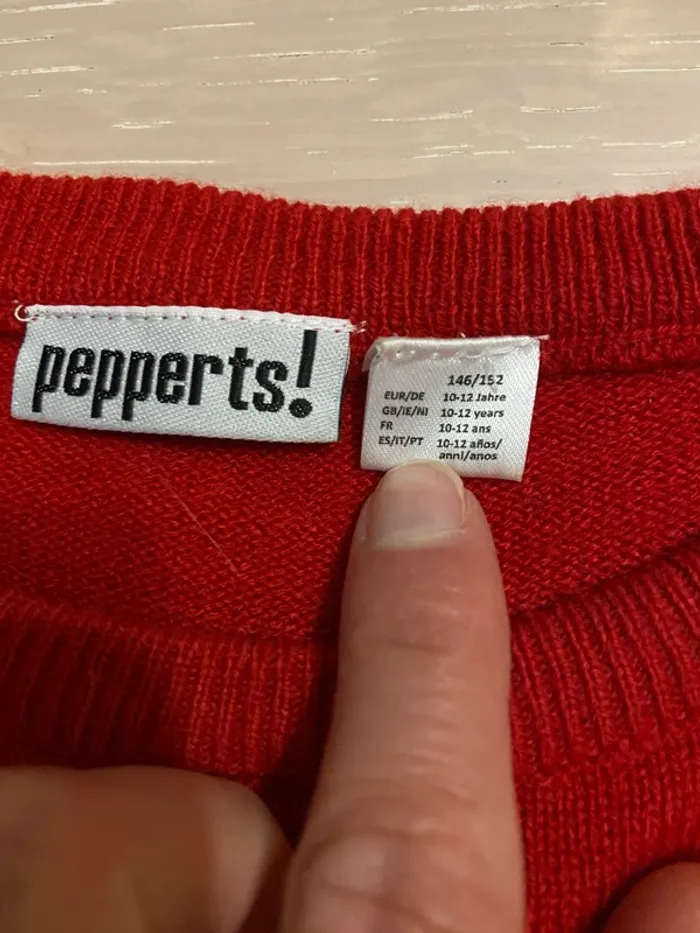 pepperts!
146/152
EUR/DE 10-12 Jahre
GB/IE/NI 10-12 years
FR 10-12 ans
ES/IT/PT 10-12 años/
anni/anos